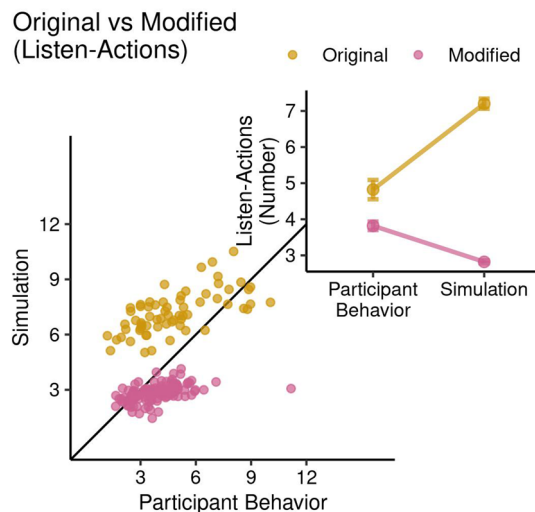 Original vs Modified
(Listen-Actions)
Original
Modified
Listen-Actions
(Number)
7
6
5
4
3
Participant
Behavior
Simulation
Simulation
12
9
6
3
3
6
9
12
Participant Behavior